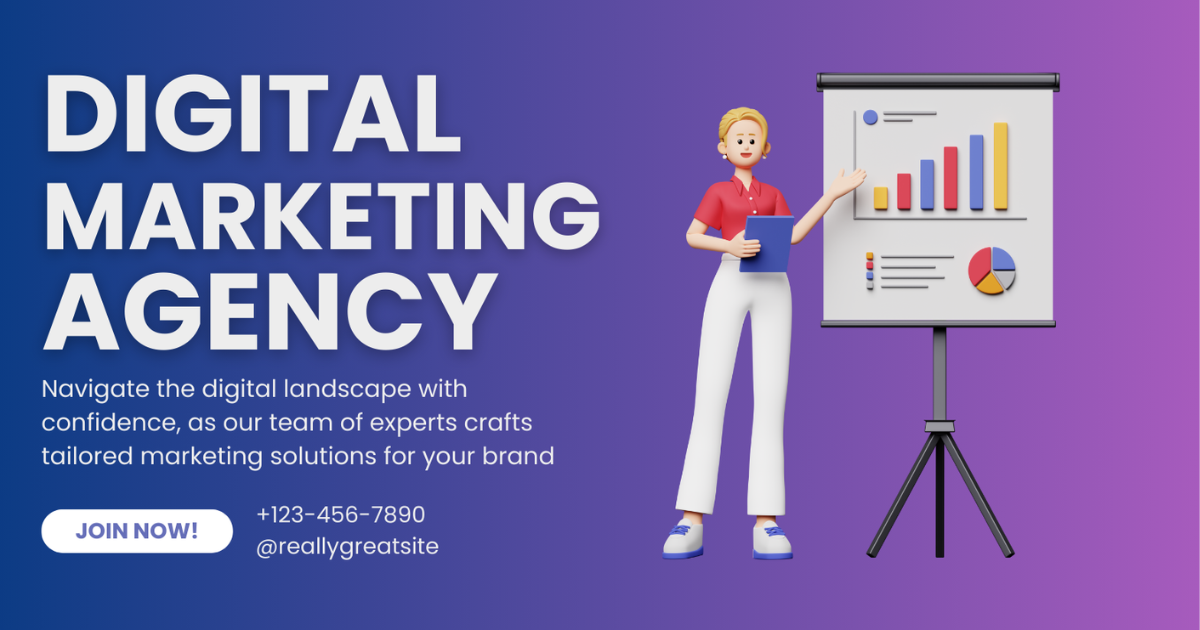 DIGITAL
MARKETING
AGENCY
Navigate the digital landscape with
confidence, as our team of experts crafts
tailored marketing solutions for your brand
JOIN NOW!
+123-456-7890
@reallygreatsite